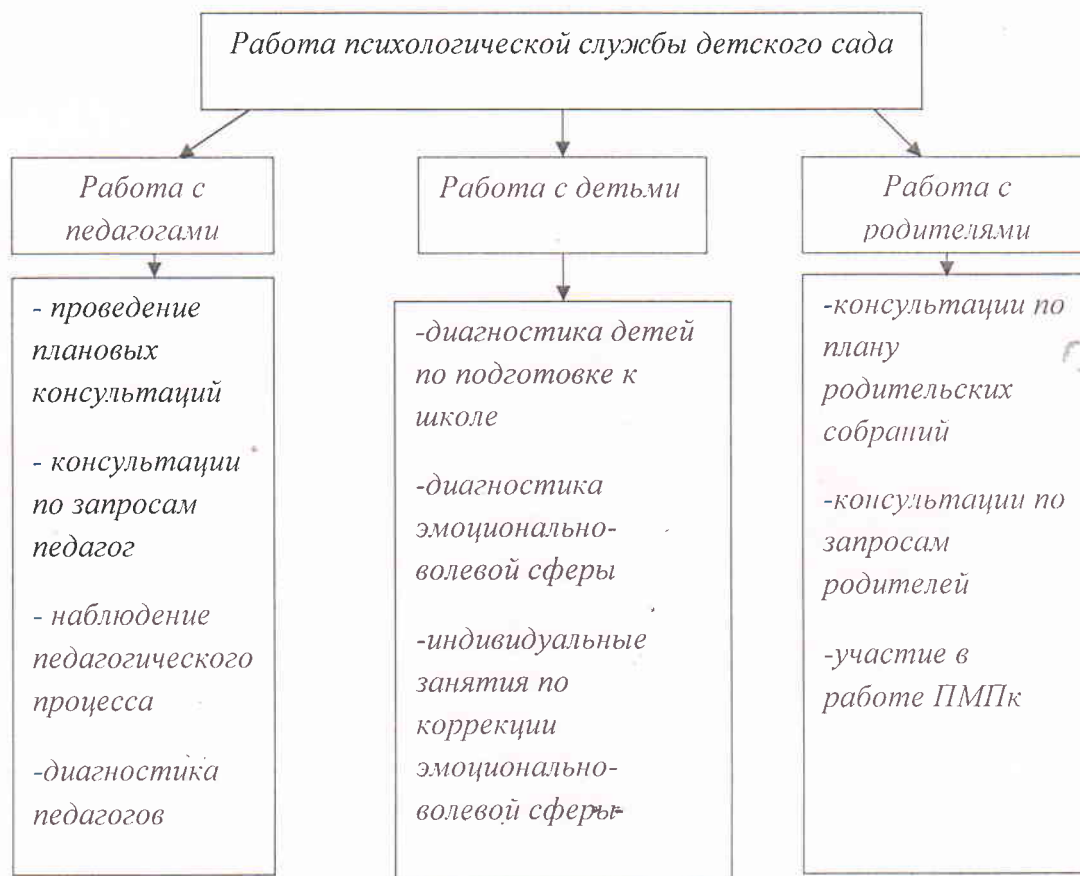 Работа психологической службы детского сада
Работа с
педагогами
Работа с детьми
Работа с
родителями
- проведение
плановых
консультаций
- консультации
по запросам
педагог
- наблюдение
педагогического
процесса
-диагностика
педагогов
-диагностика детей
по подготовке к
школе
-диагностика
эмоционально-
волевой сферы
-индивидуальные
занятия по
коррекции
эмоционально-
волевой сферы-
-консультации по
плану
родительских
собраний
-консультации по
запросам
родителей
-участие в
работе ПМПк